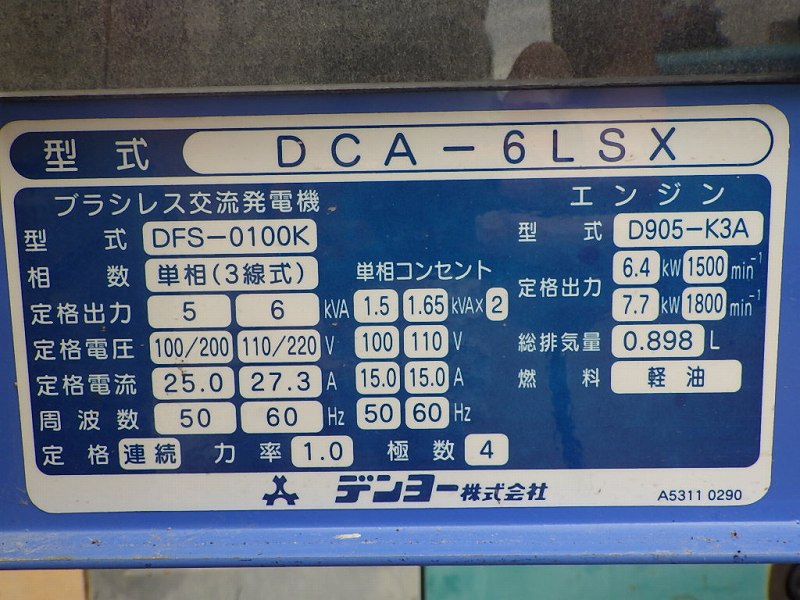 型式 DCA-6LSX
ブラシレス交流発電機
型式 DFS-0100K
相数 単相(3線式)
定格出力 5 6 kVA
定格電圧 100/200 110/220 V
定格電流 25.0 27.3 A
周波数 50 60 Hz
定格 連続 力率 1.0 極数 4
単相コンセント
1.5 1.65 kVA×2
100 110 V
15.0 15.0 A
50 60 Hz
エンジン
型式 D905-K3A
定格出力 6.4 kW 1500 min⁻¹
7.7 kW 1800 min⁻¹
総排気量 0.898 L
燃料 軽油
デンヨー株式会社
A5311 0290